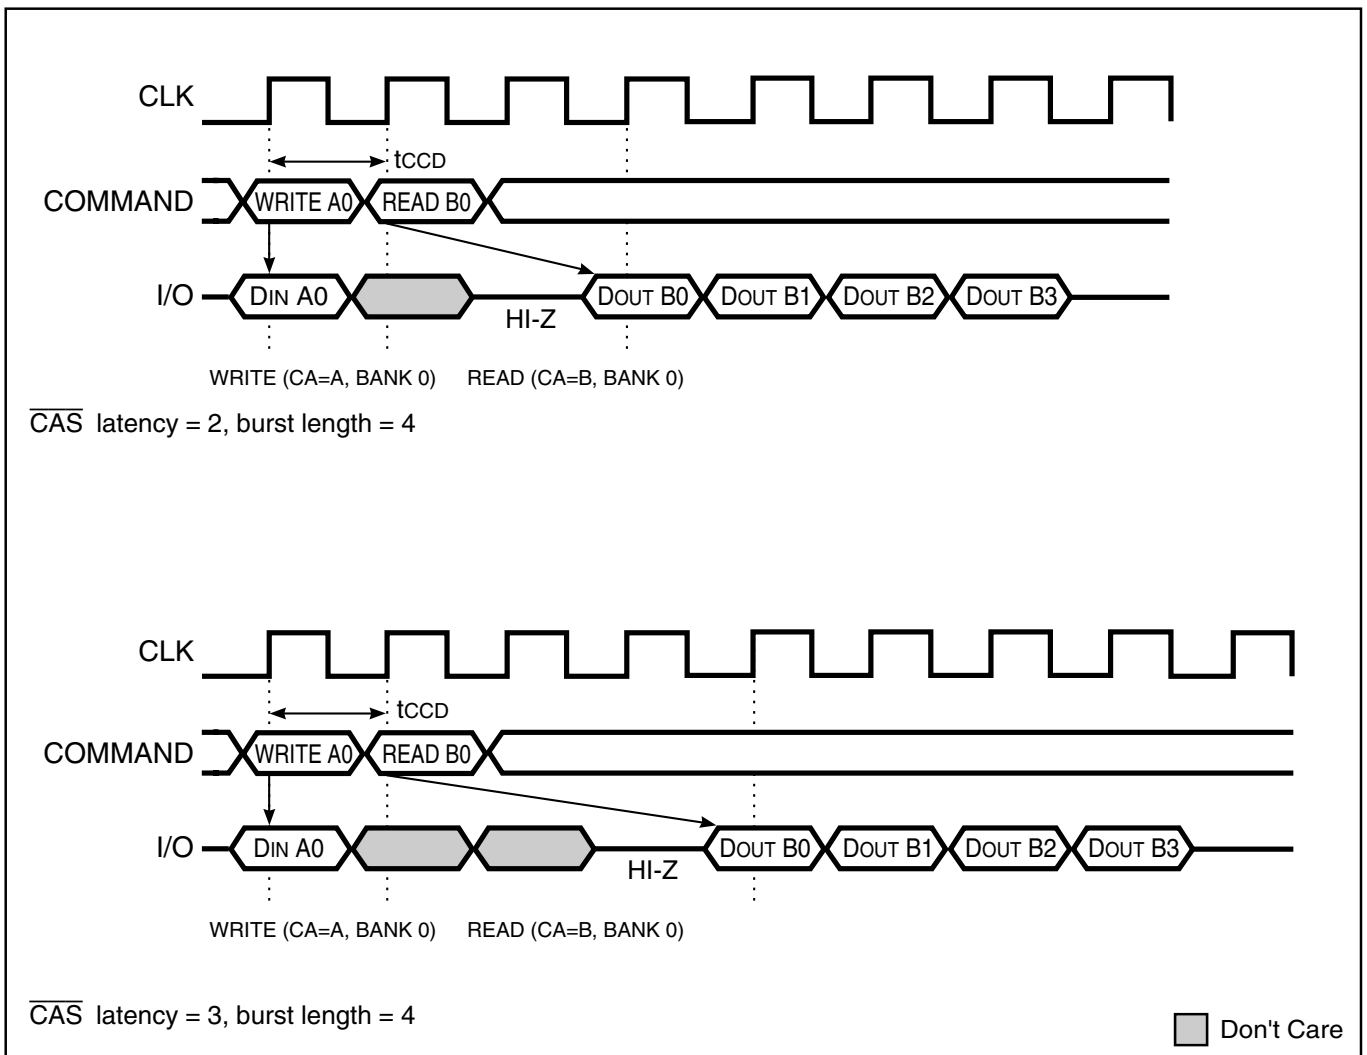 CLK
tCCD
COMMAND WRITE A0 READ B0
I/O DIN A0 DOUT B0 DOUT B1 DOUT B2 DOUT B3
HI-Z
WRITE (CA=A, BANK 0) READ (CA=B, BANK 0)
CAS latency = 2, burst length = 4
CLK
tCCD
COMMAND WRITE A0 READ B0
I/O DIN A0 DOUT B0 DOUT B1 DOUT B2 DOUT B3
HI-Z
WRITE (CA=A, BANK 0) READ (CA=B, BANK 0)
CAS latency = 3, burst length = 4
Don't Care